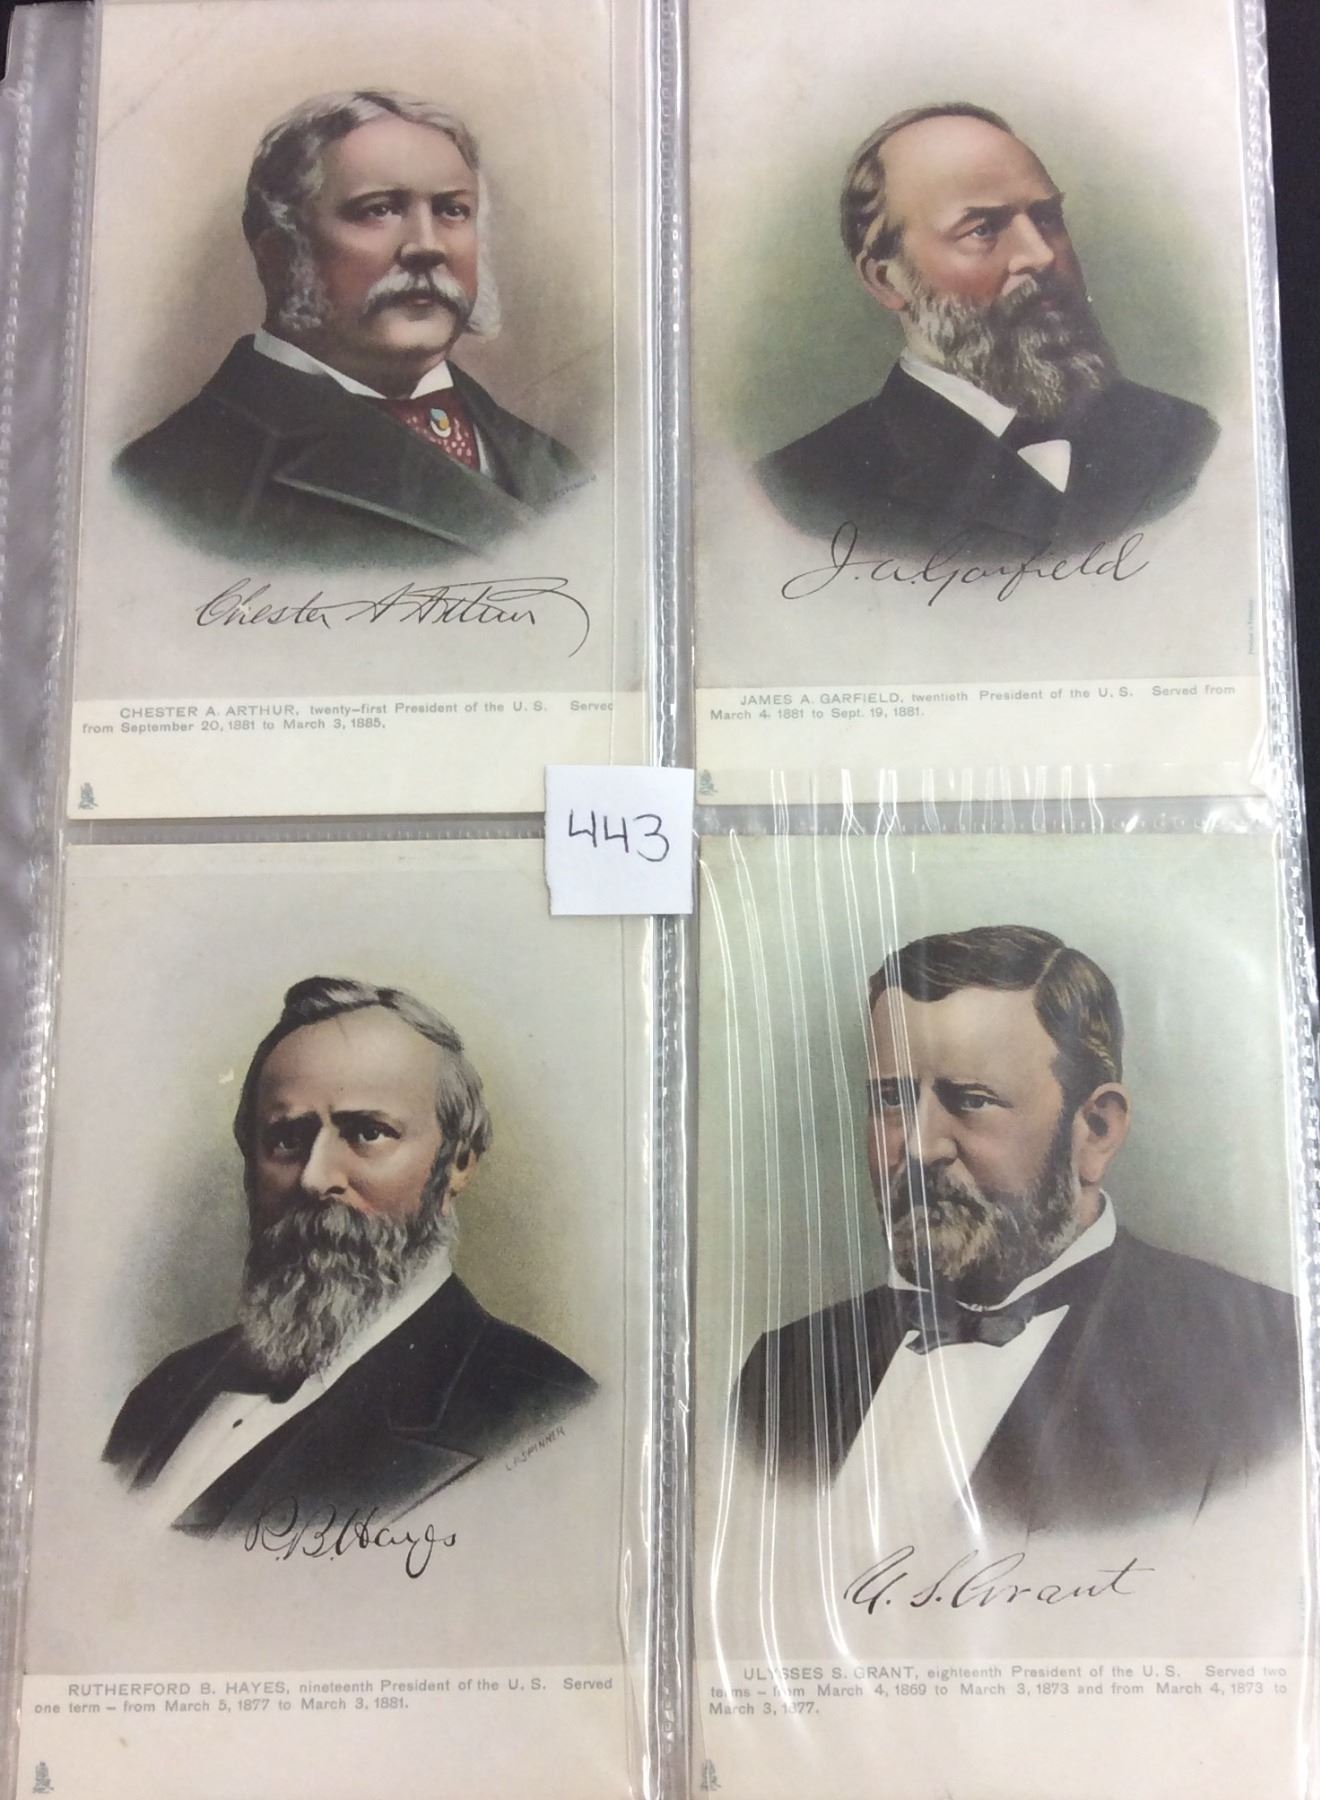 L.P. SPINNER
Chester A Arthur
CHESTER A. ARTHUR, twenty-first President of the U. S. Served
from September 20, 1881 to March 3, 1885.
J. A. Garfield
JAMES A. GARFIELD, twentieth President of the U. S. Served from
March 4, 1881 to Sept. 19, 1881.
443
L.P. SPINNER
R. B. Hayes
RUTHERFORD B. HAYES, nineteenth President of the U. S. Served
one term — from March 5, 1877 to March 3, 1881.
U. S. Grant
ULYSSES S. GRANT, eighteenth President of the U. S. Served two
terms — from March 4, 1869 to March 3, 1873 and from March 4, 1873 to
March 3, 1877.